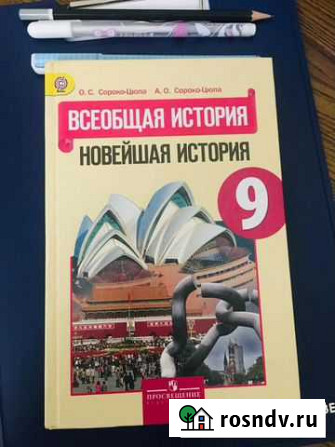 О. С. Сороко-Цюпа А. О. Сороко-Цюпа
ВСЕОБЩАЯ ИСТОРИЯ
НОВЕЙШАЯ ИСТОРИЯ
9
ПРОСВЕЩЕНИЕ
rosndv.ru